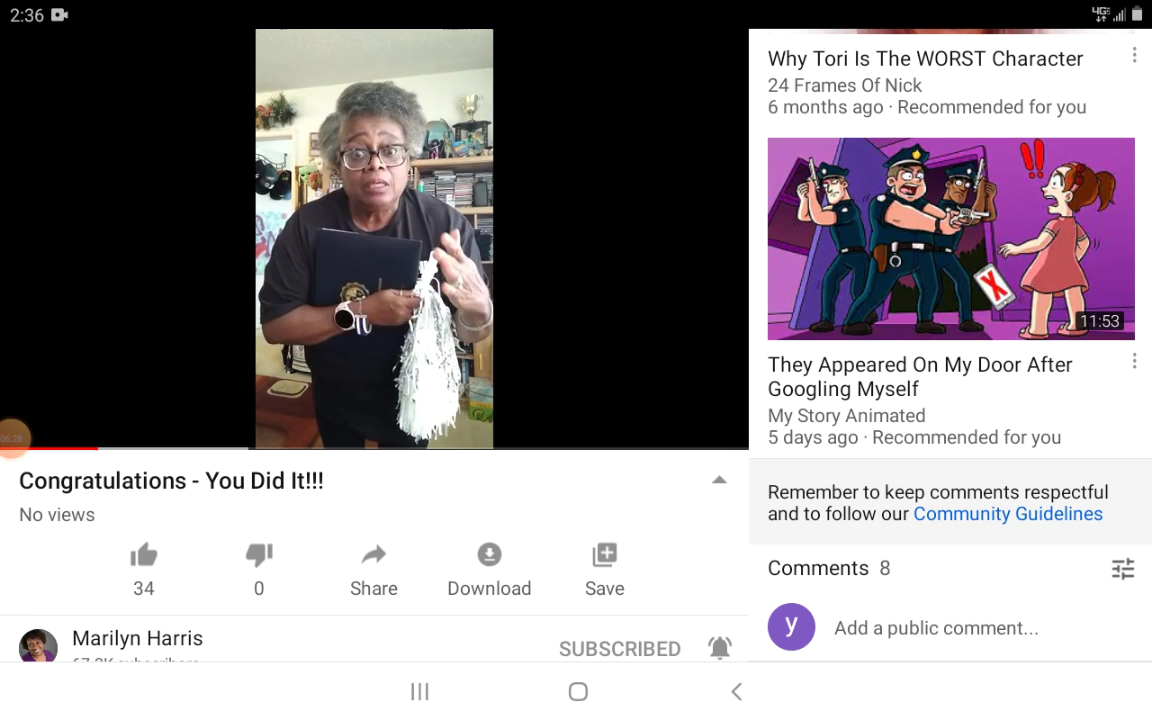 2:36
4G
Why Tori Is The WORST Character
24 Frames Of Nick
6 months ago · Recommended for you
!!
X
11:53
They Appeared On My Door After
Googling Myself
My Story Animated
5 days ago · Recommended for you
06:28
Congratulations - You Did It!!!
No views
34
0
Share
Download
Save
Marilyn Harris
SUBSCRIBED
Remember to keep comments respectful
and to follow our Community Guidelines
Comments 8
y
Add a public comment...